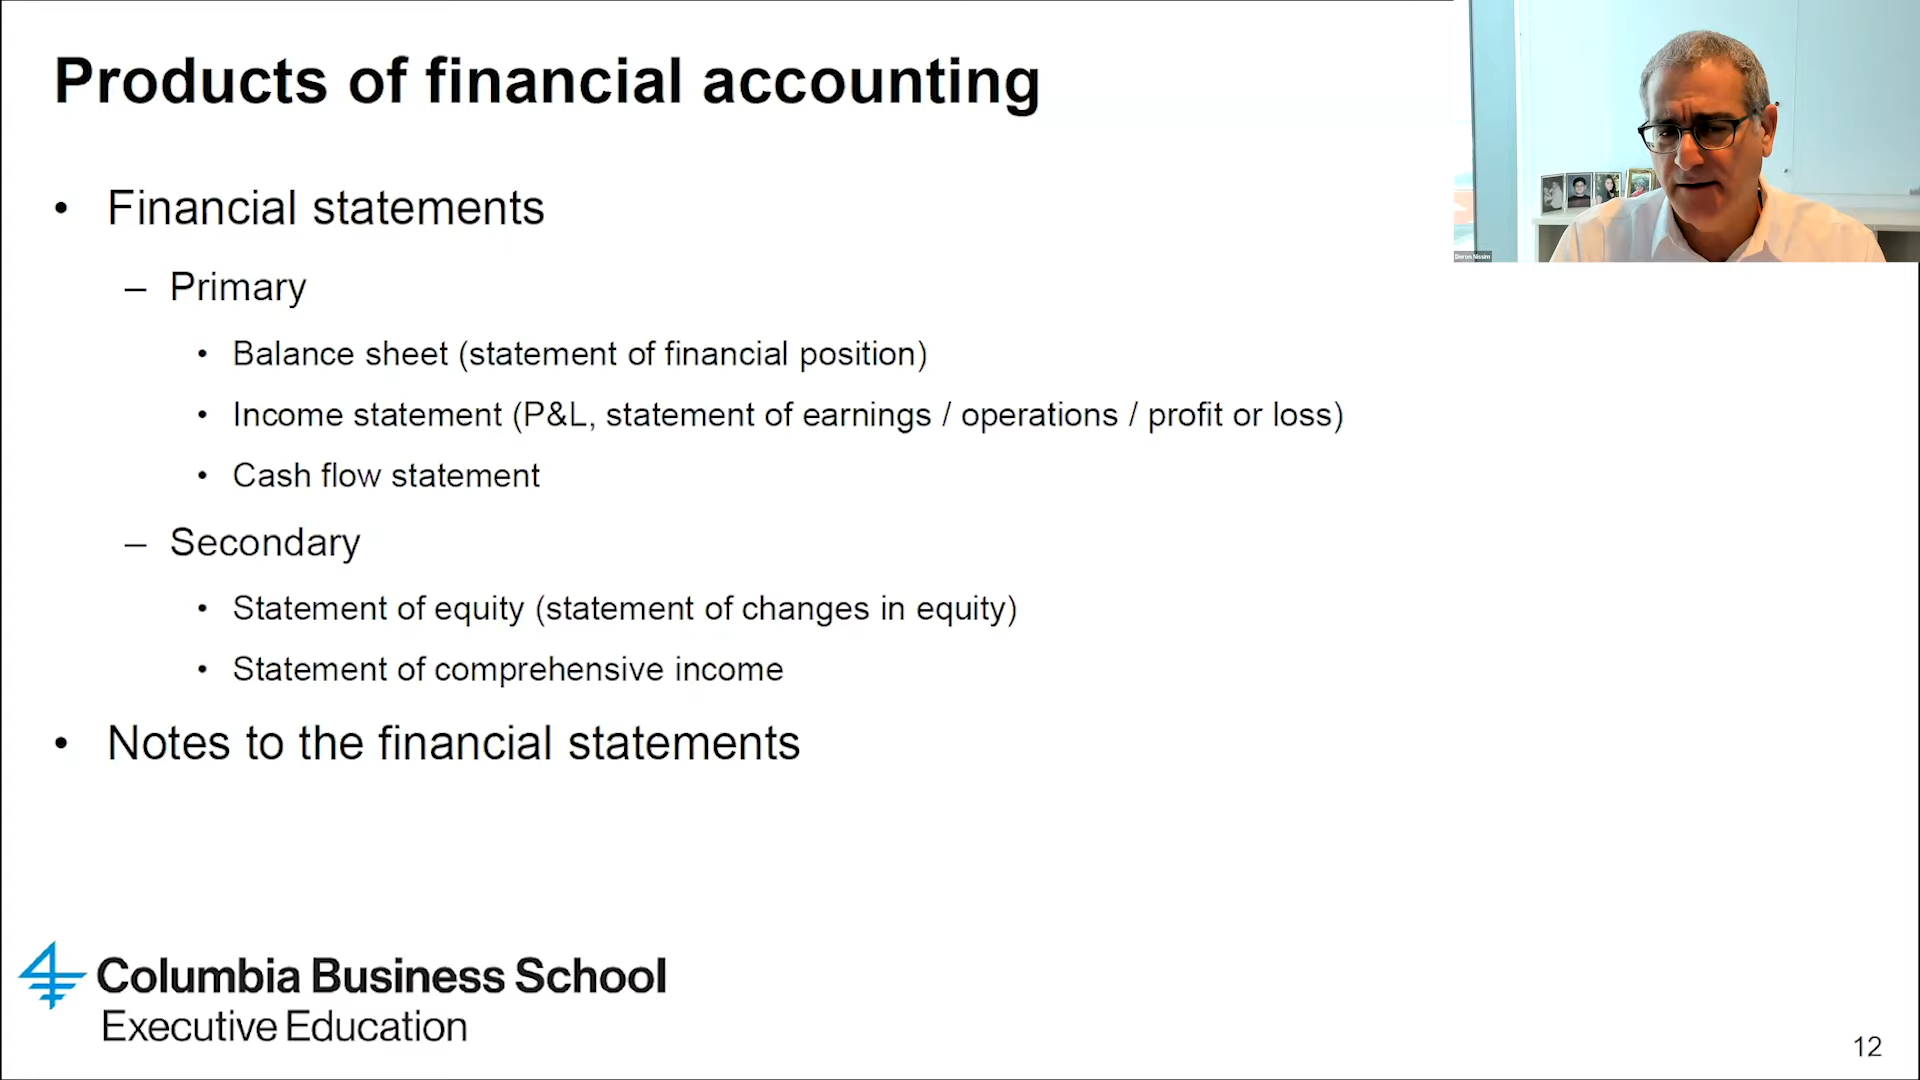 Products of financial accounting
Doron Nissim
• Financial statements
– Primary
• Balance sheet (statement of financial position)
• Income statement (P&L, statement of earnings / operations / profit or loss)
• Cash flow statement
– Secondary
• Statement of equity (statement of changes in equity)
• Statement of comprehensive income
• Notes to the financial statements
Columbia Business School
Executive Education
12